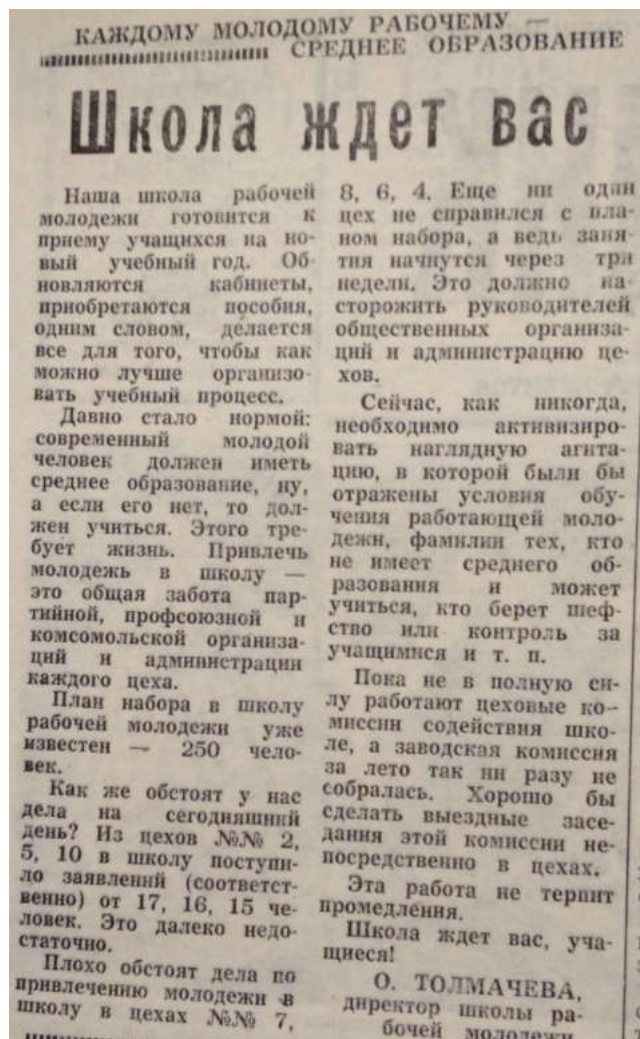 КАЖДОМУ МОЛОДОМУ РАБОЧЕМУ —
СРЕДНЕЕ ОБРАЗОВАНИЕ
Школа ждет вас
Наша школа рабочей
молодежи готовится к
приему учащихся на но-
вый учебный год. Об-
новляются кабинеты,
приобретаются пособия,
одним словом, делается
все для того, чтобы как
можно лучше организо-
вать учебный процесс.
Давно стало нормой:
современный молодой
человек должен иметь
среднее образование, ну,
а если его нет, то дол-
жен учиться. Этого тре-
бует жизнь. Привлечь
молодежь в школу —
это общая забота пар-
тийной, профсоюзной и
комсомольской организа-
ций и администрации
каждого цеха.
План набора в школу
рабочей молодежи уже
известен — 250 чело-
век.
Как же обстоят у нас
дела на сегодняшний
день? Из цехов №№ 2,
5, 10 в школу поступи-
ло заявлений (соответст-
венно) от 17, 16, 15 че-
ловек. Это далеко недо-
статочно.
Плохо обстоят дела по
привлечению молодежи в
школу в цехах №№ 7,
8, 6, 4. Еще ни один
цех не справился с пла-
ном набора, а ведь заня-
тия начнутся через три
недели. Это должно на-
сторожить руководителей
общественных организа-
ций и администрацию це-
хов.
Сейчас, как никогда,
необходимо активизиро-
вать наглядную агита-
цию, в которой были бы
отражены условия обу-
чения работающей моло-
дежи, фамилии тех, кто
не имеет среднего об-
разования и может
учиться, кто берет шеф-
ство или контроль за
учащимися и т. п.
Пока не в полную си-
лу работают цеховые ко-
миссии содействия шко-
ле, а заводская комиссия
за лето так ни разу не
собралась. Хорошо бы
сделать выездные засе-
дания этой комиссии не-
посредственно в цехах.
Эта работа не терпит
промедления.
Школа ждет вас, уча-
щиеся!
О. ТОЛМАЧЕВА,
директор школы ра-
бочей молодежи